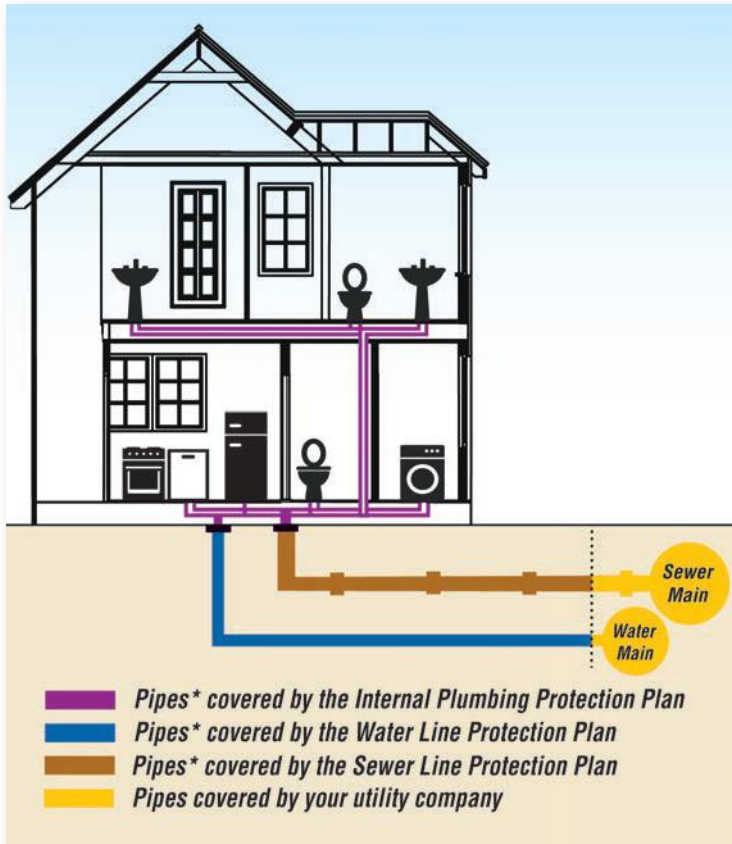 Sewer
Main
Water
Main
Pipes* covered by the Internal Plumbing Protection Plan
Pipes* covered by the Water Line Protection Plan
Pipes* covered by the Sewer Line Protection Plan
Pipes covered by your utility company